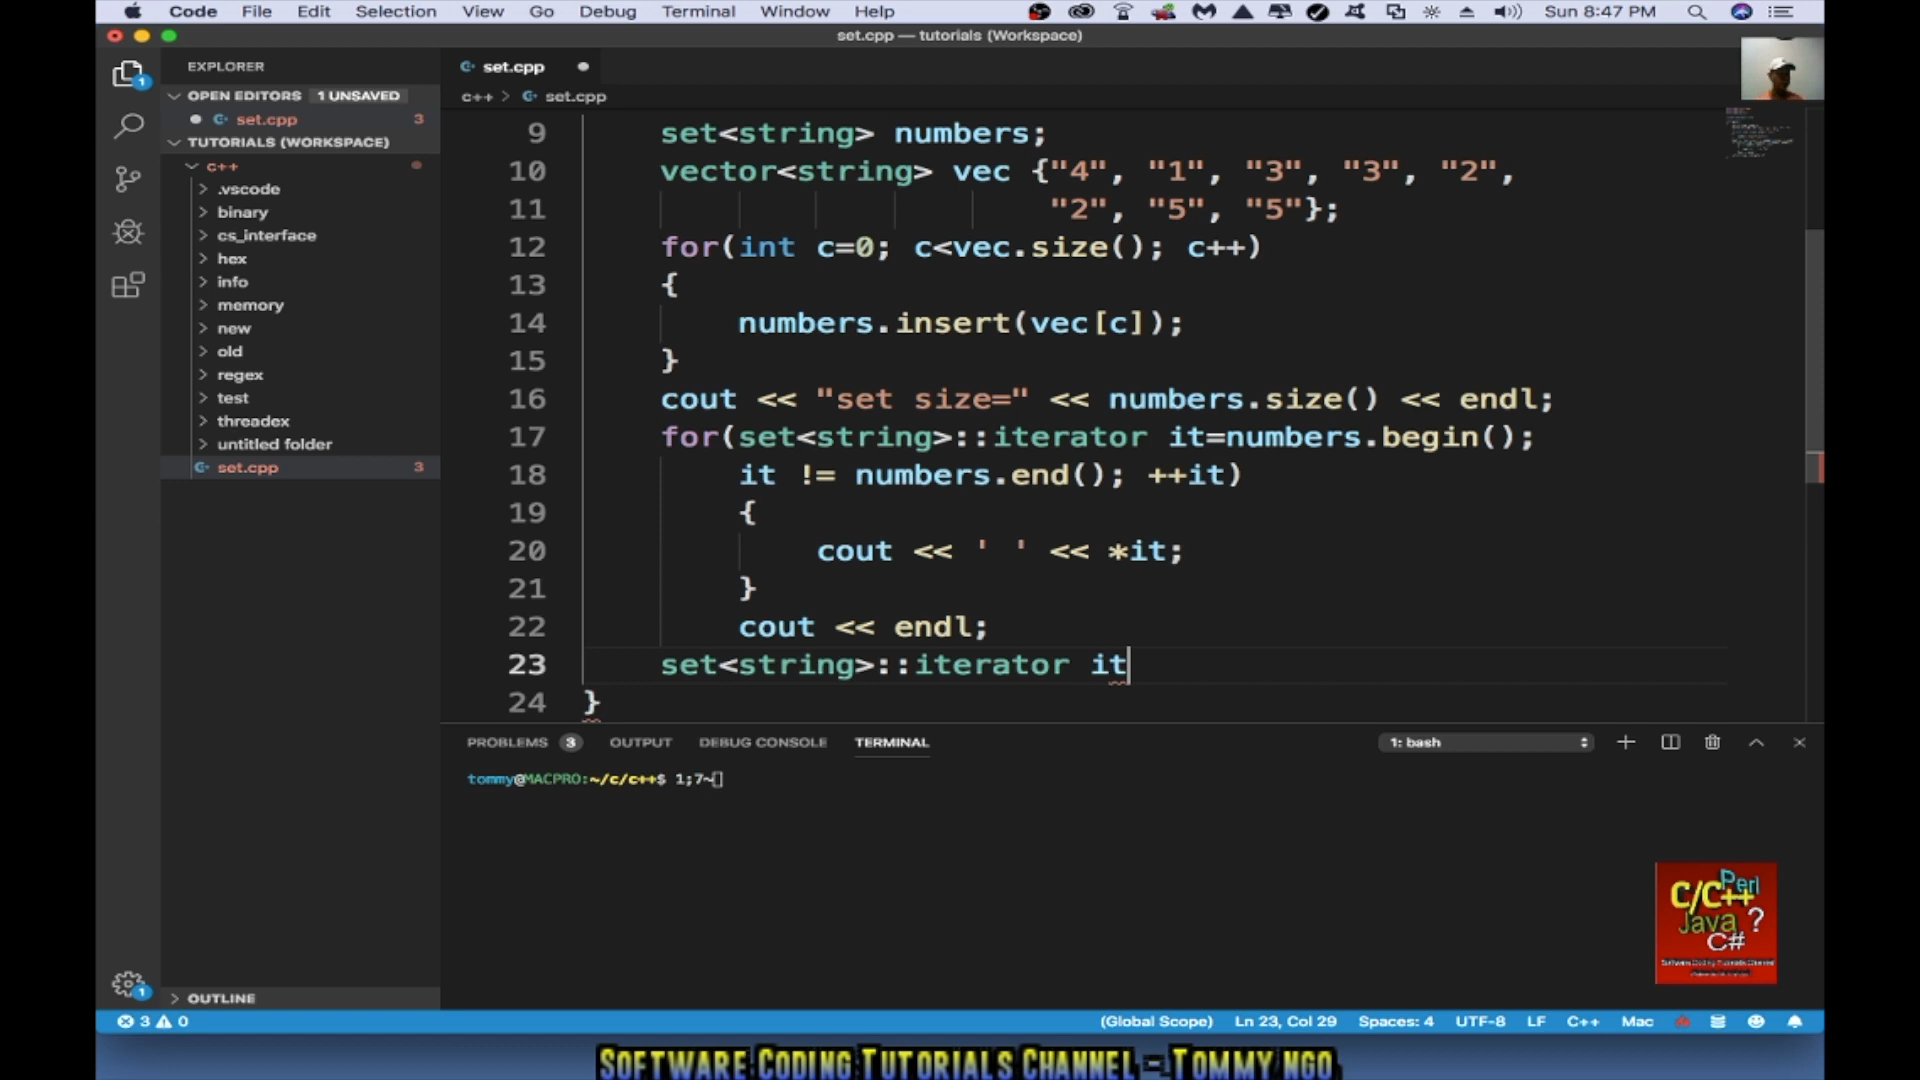 Code File Edit Selection View Go Debug Terminal Window Help Sun 8:47 PM
set.cpp — tutorials (Workspace)
EXPLORER
OPEN EDITORS 1 UNSAVED
set.cpp 3
TUTORIALS (WORKSPACE)
c++
.vscode
binary
cs_interface
hex
info
memory
new
old
regex
test
threadex
untitled folder
set.cpp 3
OUTLINE
set.cpp
c++ > set.cpp
9 set<string> numbers;
10 vector<string> vec {"4", "1", "3", "3", "2",
11 "2", "5", "5"};
12 for(int c=0; c<vec.size(); c++)
13 {
14 numbers.insert(vec[c]);
15 }
16 cout << "set size=" << numbers.size() << endl;
17 for(set<string>::iterator it=numbers.begin();
18 it != numbers.end(); ++it)
19 {
20 cout << ' ' << *it;
21 }
22 cout << endl;
23 set<string>::iterator it
24 }
PROBLEMS 3 OUTPUT DEBUG CONSOLE TERMINAL 1: bash
tommy@MACPRO:~/c/c++$ 1;7~
C/C++ Perl
Java ?
C#
3 0 (Global Scope) Ln 23, Col 29 Spaces: 4 UTF-8 LF C++ Mac
SOFTWARE CODING TUTORIALS CHANNEL - TOMMY NGO